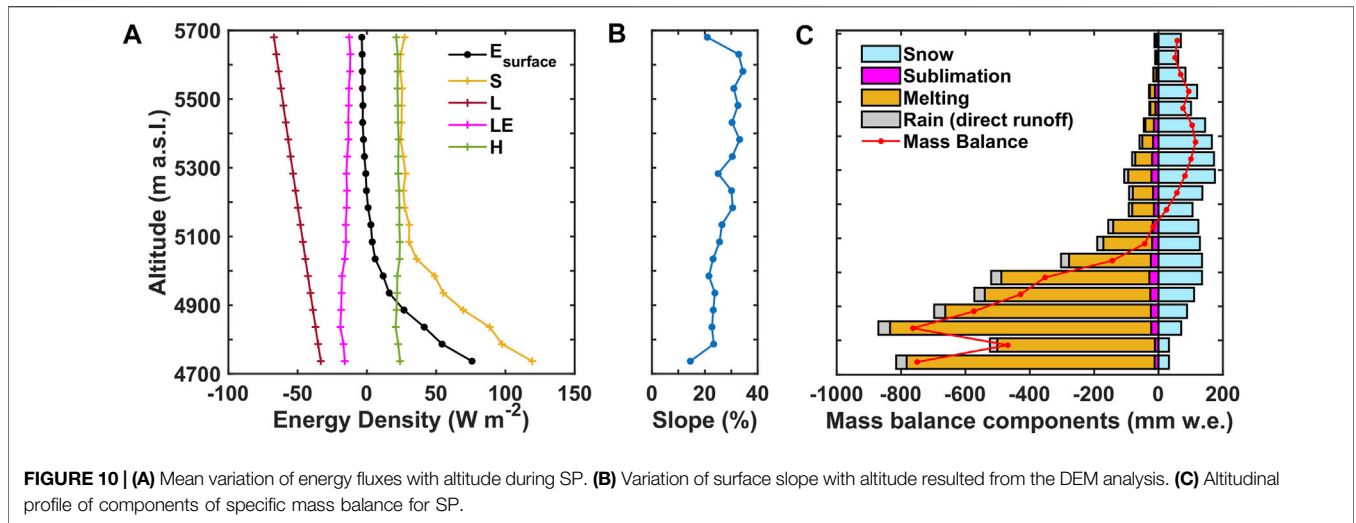 A
B
C
5700
5500
5300
5100
4900
4700
Altitude (m a.s.l.)
-100 -50 0 50 100 150
Energy Density (W m-2)
E surface
S
L
LE
H
0 20 40 60
Slope (%)
Snow
Sublimation
Melting
Rain (direct runoff)
Mass Balance
-1000 -800 -600 -400 -200 0 200
Mass balance components (mm w.e.)
FIGURE 10 | (A) Mean variation of energy fluxes with altitude during SP. (B) Variation of surface slope with altitude resulted from the DEM analysis. (C) Altitudinal
profile of components of specific mass balance for SP.